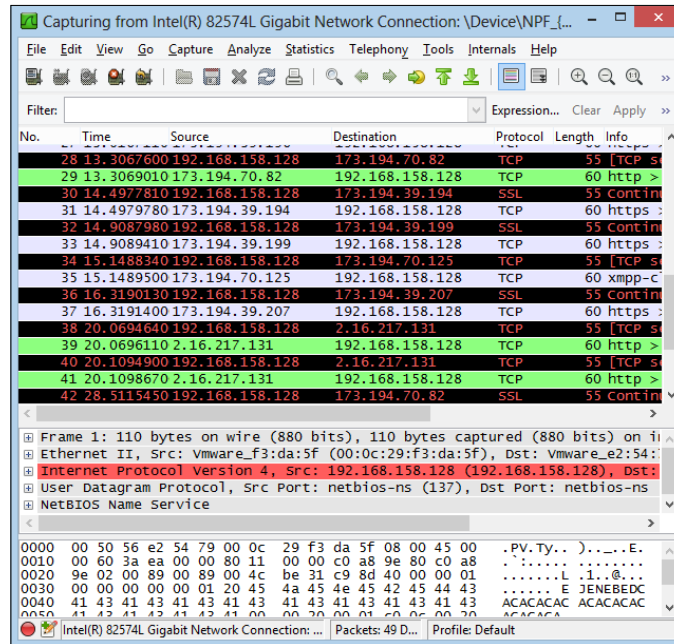 Capturing from Intel(R) 82574L Gigabit Network Connection: \Device\NPF_{...
File Edit View Go Capture Analyze Statistics Telephony Tools Internals Help
Filter: Expression... Clear Apply »
No. Time Source Destination Protocol Length Info
28 13.3067600 192.168.158.128 173.194.70.82 TCP 55 [TCP se
29 13.3069010 173.194.70.82 192.168.158.128 TCP 60 http >
30 14.4977810 192.168.158.128 173.194.39.194 SSL 55 Contin
31 14.4979780 173.194.39.194 192.168.158.128 TCP 60 https >
32 14.9087980 192.168.158.128 173.194.39.199 SSL 55 Contin
33 14.9089410 173.194.39.199 192.168.158.128 TCP 60 https >
34 15.1488340 192.168.158.128 173.194.70.125 TCP 55 [TCP se
35 15.1489500 173.194.70.125 192.168.158.128 TCP 60 xmpp-c
36 16.3190130 192.168.158.128 173.194.39.207 SSL 55 Contin
37 16.3191400 173.194.39.207 192.168.158.128 TCP 60 https >
38 20.0694640 192.168.158.128 2.16.217.131 TCP 55 [TCP se
39 20.0696110 2.16.217.131 192.168.158.128 TCP 60 http >
40 20.1094900 192.168.158.128 2.16.217.131 TCP 55 [TCP se
41 20.1098670 2.16.217.131 192.168.158.128 TCP 60 http >
42 28.5115450 192.168.158.128 173.194.70.82 SSL 55 Contin
Frame 1: 110 bytes on wire (880 bits), 110 bytes captured (880 bits) on i
Ethernet II, Src: Vmware_f3:da:5f (00:0c:29:f3:da:5f), Dst: Vmware_e2:54:
Internet Protocol Version 4, Src: 192.168.158.128 (192.168.158.128), Dst:
User Datagram Protocol, Src Port: netbios-ns (137), Dst Port: netbios-ns
NetBIOS Name Service
0000 00 50 56 e2 54 79 00 0c 29 f3 da 5f 08 00 45 00 .PV.Ty.. ).._..E.
0010 00 60 3a ea 00 00 80 11 00 00 c0 a8 9e 80 c0 a8 .`:..... ........
0020 9e 02 00 89 00 89 00 4c be 31 c9 8d 40 00 00 01 .......L .1..@...
0030 00 00 00 00 00 01 20 45 4a 45 4e 45 42 45 44 43 ...... E JENEBEDC
0040 41 43 41 43 41 43 41 43 41 43 41 43 41 43 41 43 ACACACAC ACACACAC
Intel(R) 82574L Gigabit Network Connection: ... Packets: 49 D... Profile: Default